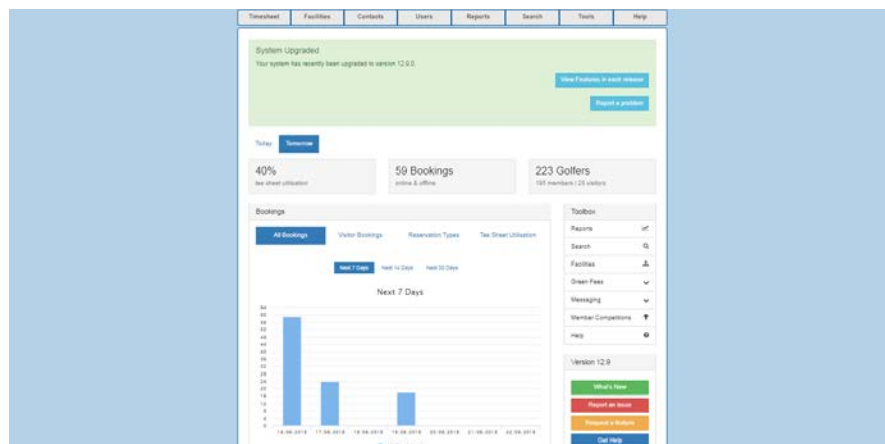 Timesheet Facilities Contacts Users Reports Search Tools Help
System Upgraded
Your system has recently been upgraded to version 12.9.0.
View Features in each release
Report a problem
Today Tomorrow
40%
tee sheet utilisation
59 Bookings
online & offline
223 Golfers
members / visitors
Bookings
All Bookings Visitor Bookings Reservation Types Tee Sheet Utilisation
Next 7 Days Next 14 Days Next 30 Days
Next 7 Days
Toolbox
Reports
Search
Facilities
Green Fees
Messaging
Member Competitions
Help
Version 12.9
What's New
Report an Issue
Request a feature
Get Help